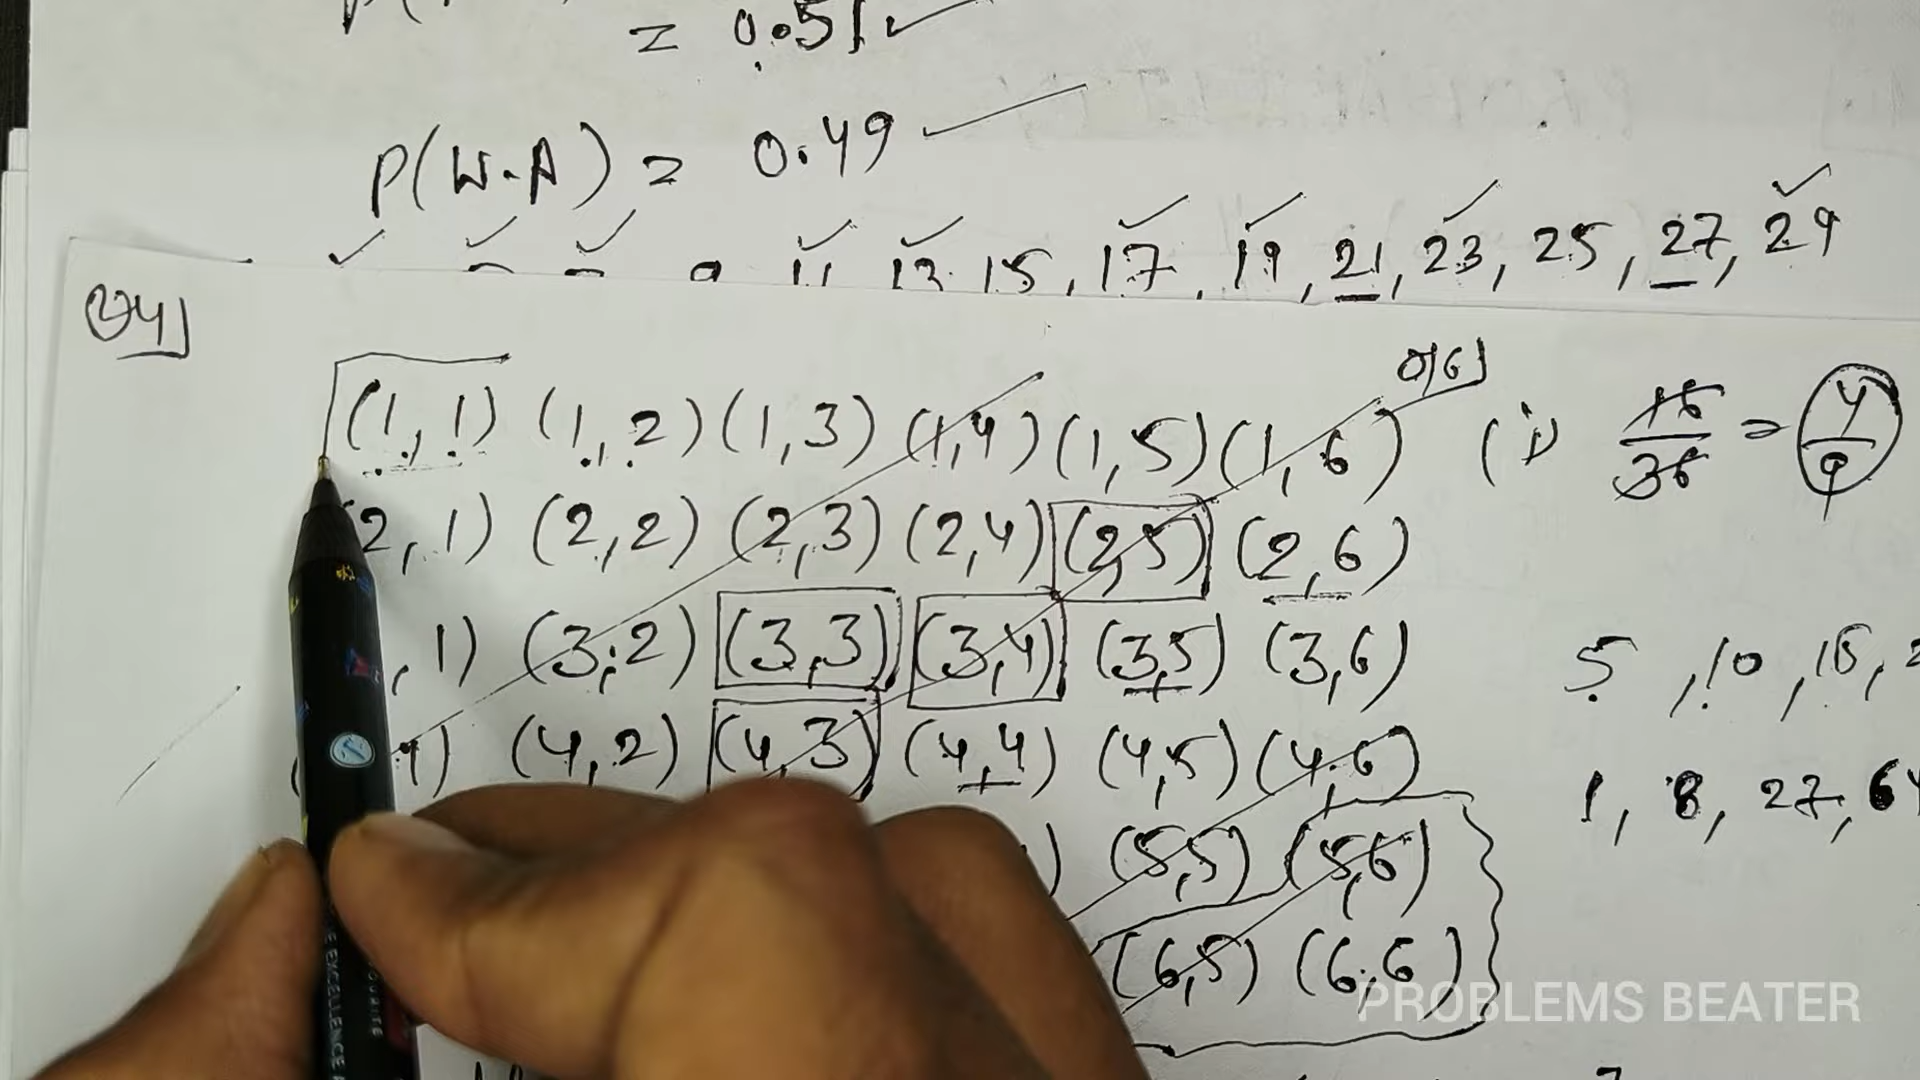 = 0.51
P(W.A) = 0.49
11 13 15, 17, 19, 21, 23, 25, 27, 29
Q4]
(1,1) (1,2) (1,3) (1,4) (1,5) (1,6) (i) 16/36 = 4/9
2,1) (2,2) (2,3) (2,4) (2,5) (2,6)
,1) (3,2) (3,3) (3,4) (3,5) (3,6) 5, 10, 15,
1) (4,2) (4,3) (4,4) (4,5) (4,6) 1, 8, 27, 64
) (5,5) (5,6)
(6,5) (6,6)
PROBLEMS BEATER